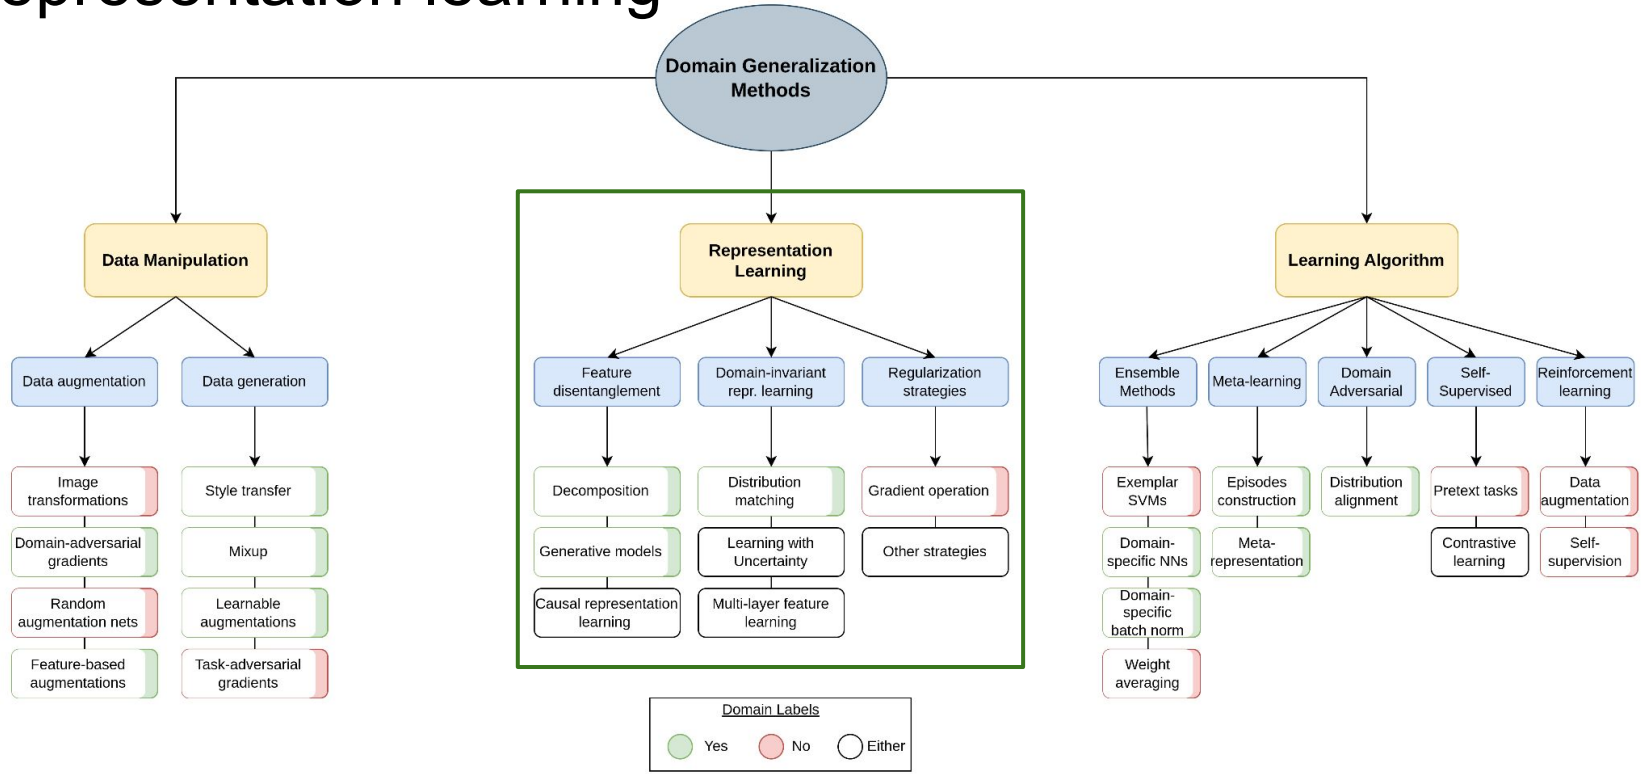 epresentation learning
Domain Generalization
Methods
Data Manipulation
Representation
Learning
Learning Algorithm
Data augmentation
Data generation
Feature
disentanglement
Domain-invariant
repr. learning
Regularization
strategies
Ensemble
Methods
Meta-learning
Domain
Adversarial
Self-
Supervised
Reinforcement
learning
Image
transformations
Domain-adversarial
gradients
Random
augmentation nets
Feature-based
augmentations
Style transfer
Mixup
Learnable
augmentations
Task-adversarial
gradients
Decomposition
Generative models
Causal representation
learning
Distribution
matching
Learning with
Uncertainty
Multi-layer feature
learning
Gradient operation
Other strategies
Exemplar
SVMs
Domain-
specific NNs
Domain-
specific
batch norm
Weight
averaging
Episodes
construction
Meta-
representation
Distribution
alignment
Pretext tasks
Contrastive
learning
Data
augmentation
Self-
supervision
Domain Labels
Yes
No
Either